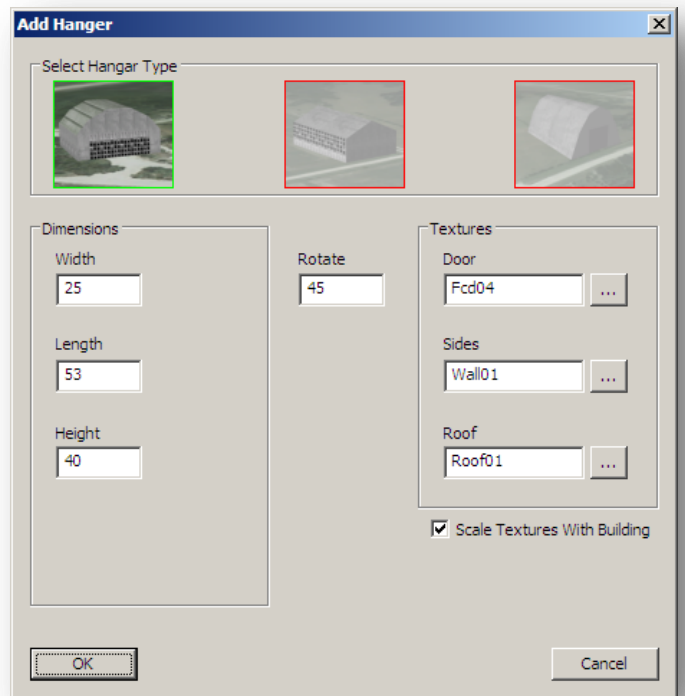 Add Hanger
Select Hangar Type
Dimensions
Width
25
Length
53
Height
40
Rotate
45
Textures
Door
Fcd04
...
Sides
Wall01
...
Roof
Roof01
...
Scale Textures With Building
OK
Cancel